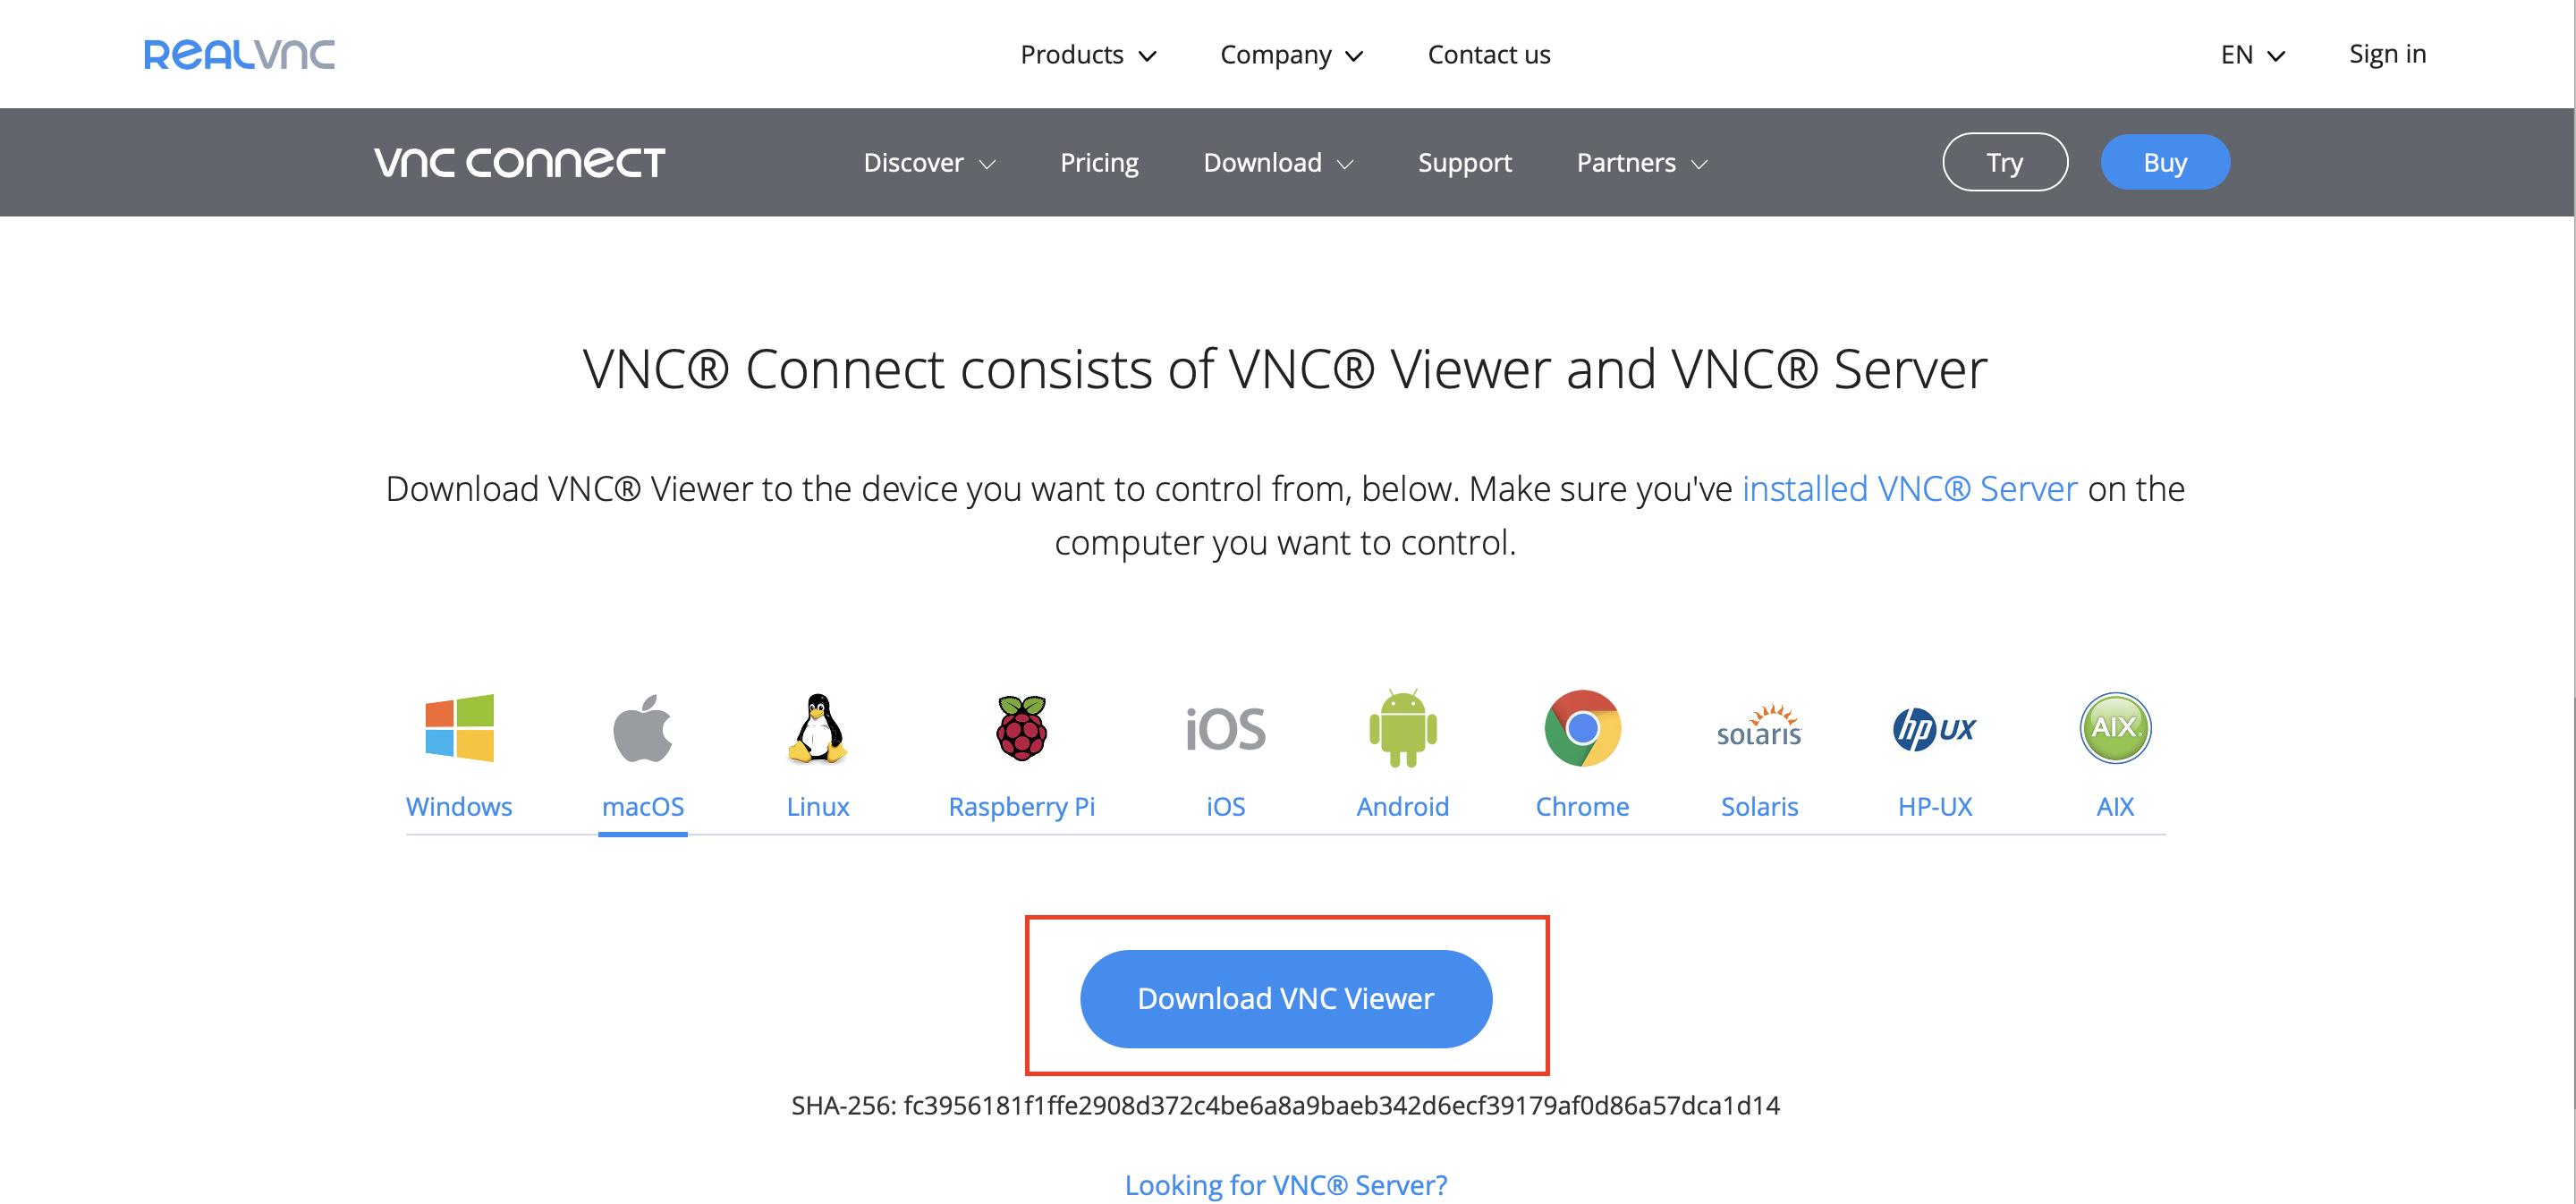 REALVNC
Products Company Contact us EN Sign in
VNC CONNECT Discover Pricing Download Support Partners Try Buy
VNC® Connect consists of VNC® Viewer and VNC® Server
Download VNC® Viewer to the device you want to control from, below. Make sure you've installed VNC® Server on the
computer you want to control.
iOS solaris hp UX AIX
Windows macOS Linux Raspberry Pi iOS Android Chrome Solaris HP-UX AIX
Download VNC Viewer
SHA-256: fc3956181f1ffe2908d372c4be6a8a9baeb342d6ecf39179af0d86a57dca1d14
Looking for VNC® Server?